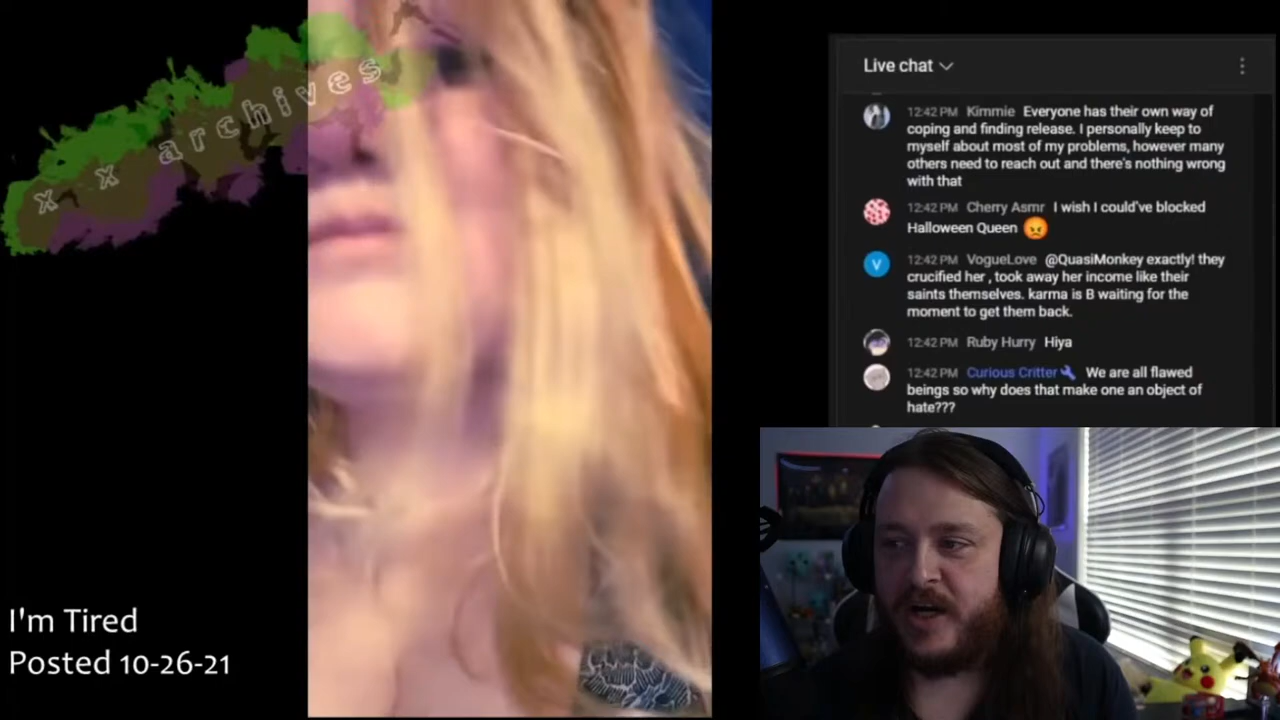 x x archives
Live chat
12:42 PM Kimmie Everyone has their own way of
coping and finding release. I personally keep to
myself about most of my problems, however many
others need to reach out and there's nothing wrong
with that
12:42 PM Cherry Asmr I wish I could've blocked
Halloween Queen
V
12:42 PM VogueLove @QuasiMonkey exactly! they
crucified her , took away her income like their
saints themselves. karma is B waiting for the
moment to get them back.
12:42 PM Ruby Hurry Hiya
12:42 PM Curious Critter We are all flawed
beings so why does that make one an object of
hate???
I'm Tired
Posted 10-26-21